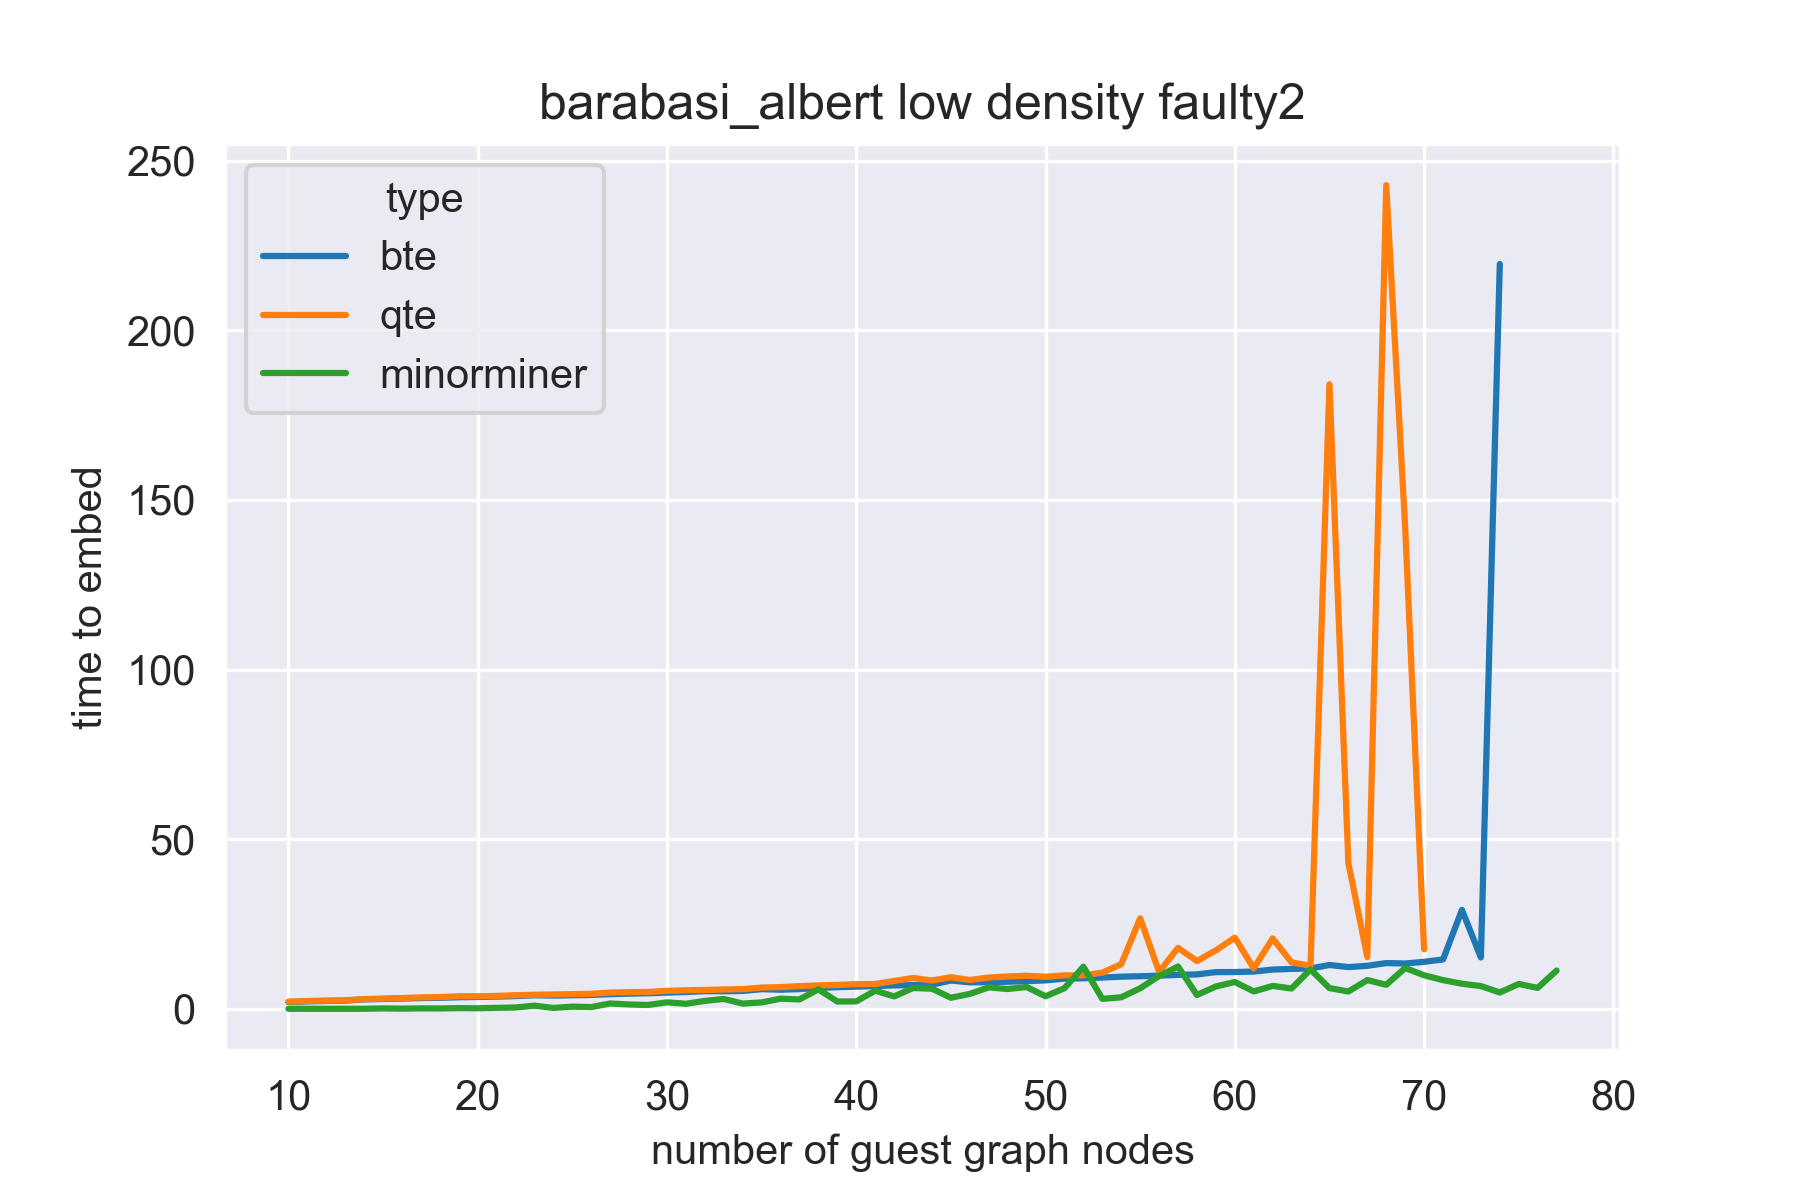 barabasi_albert low density faulty2
250
200
150
100
50
0
time to embed
type
bte
qte
minorminer
10 20 30 40 50 60 70 80
number of guest graph nodes